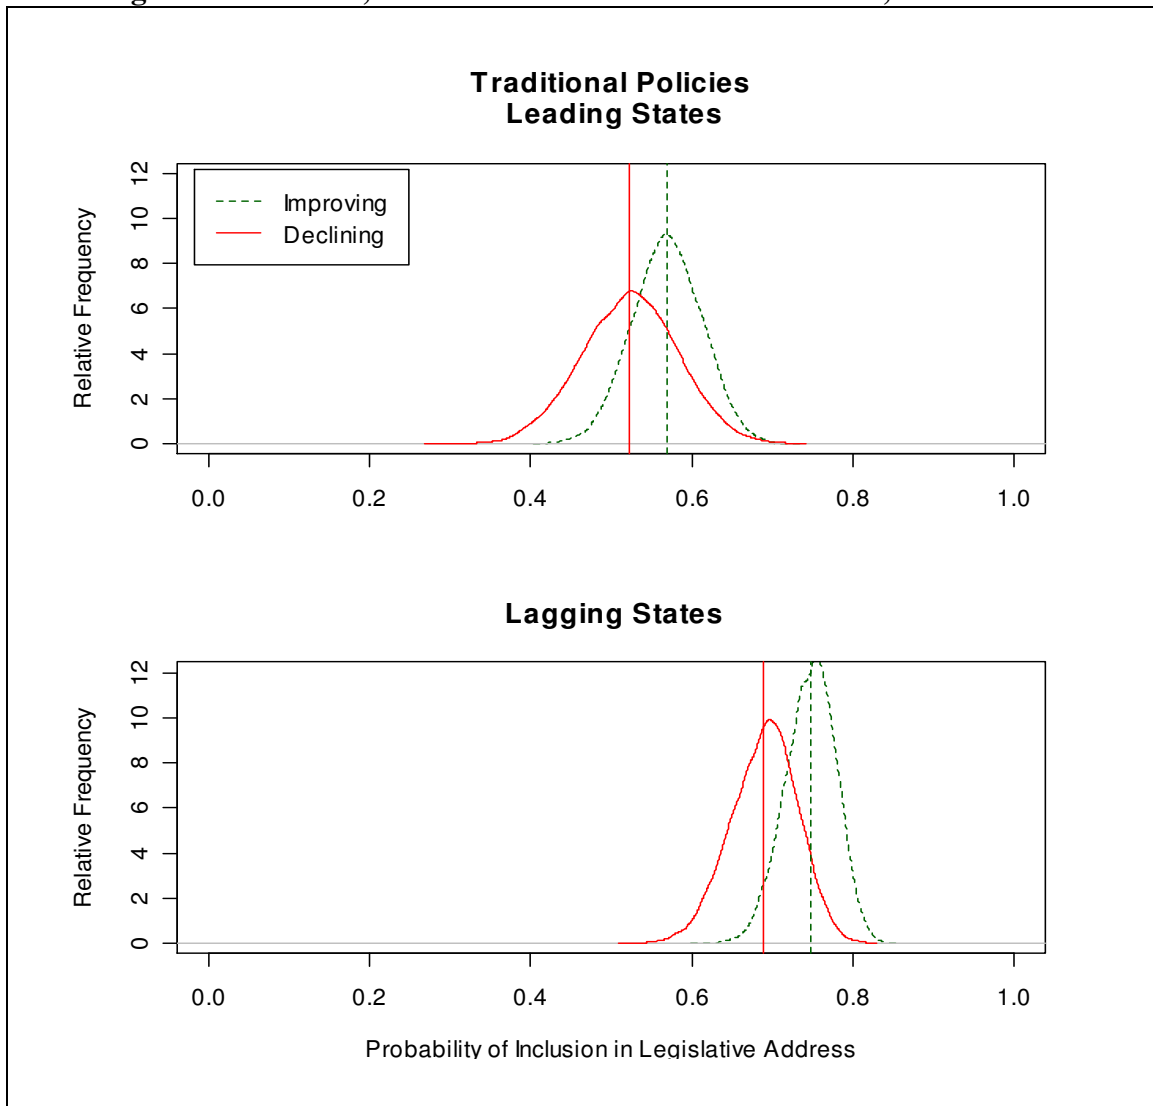 Traditional Policies
Leading States
Improving
Declining
Relative Frequency
0 2 4 6 8 10 12
0.0 0.2 0.4 0.6 0.8 1.0
Lagging States
Relative Frequency
0 2 4 6 8 10 12
0.0 0.2 0.4 0.6 0.8 1.0
Probability of Inclusion in Legislative Address